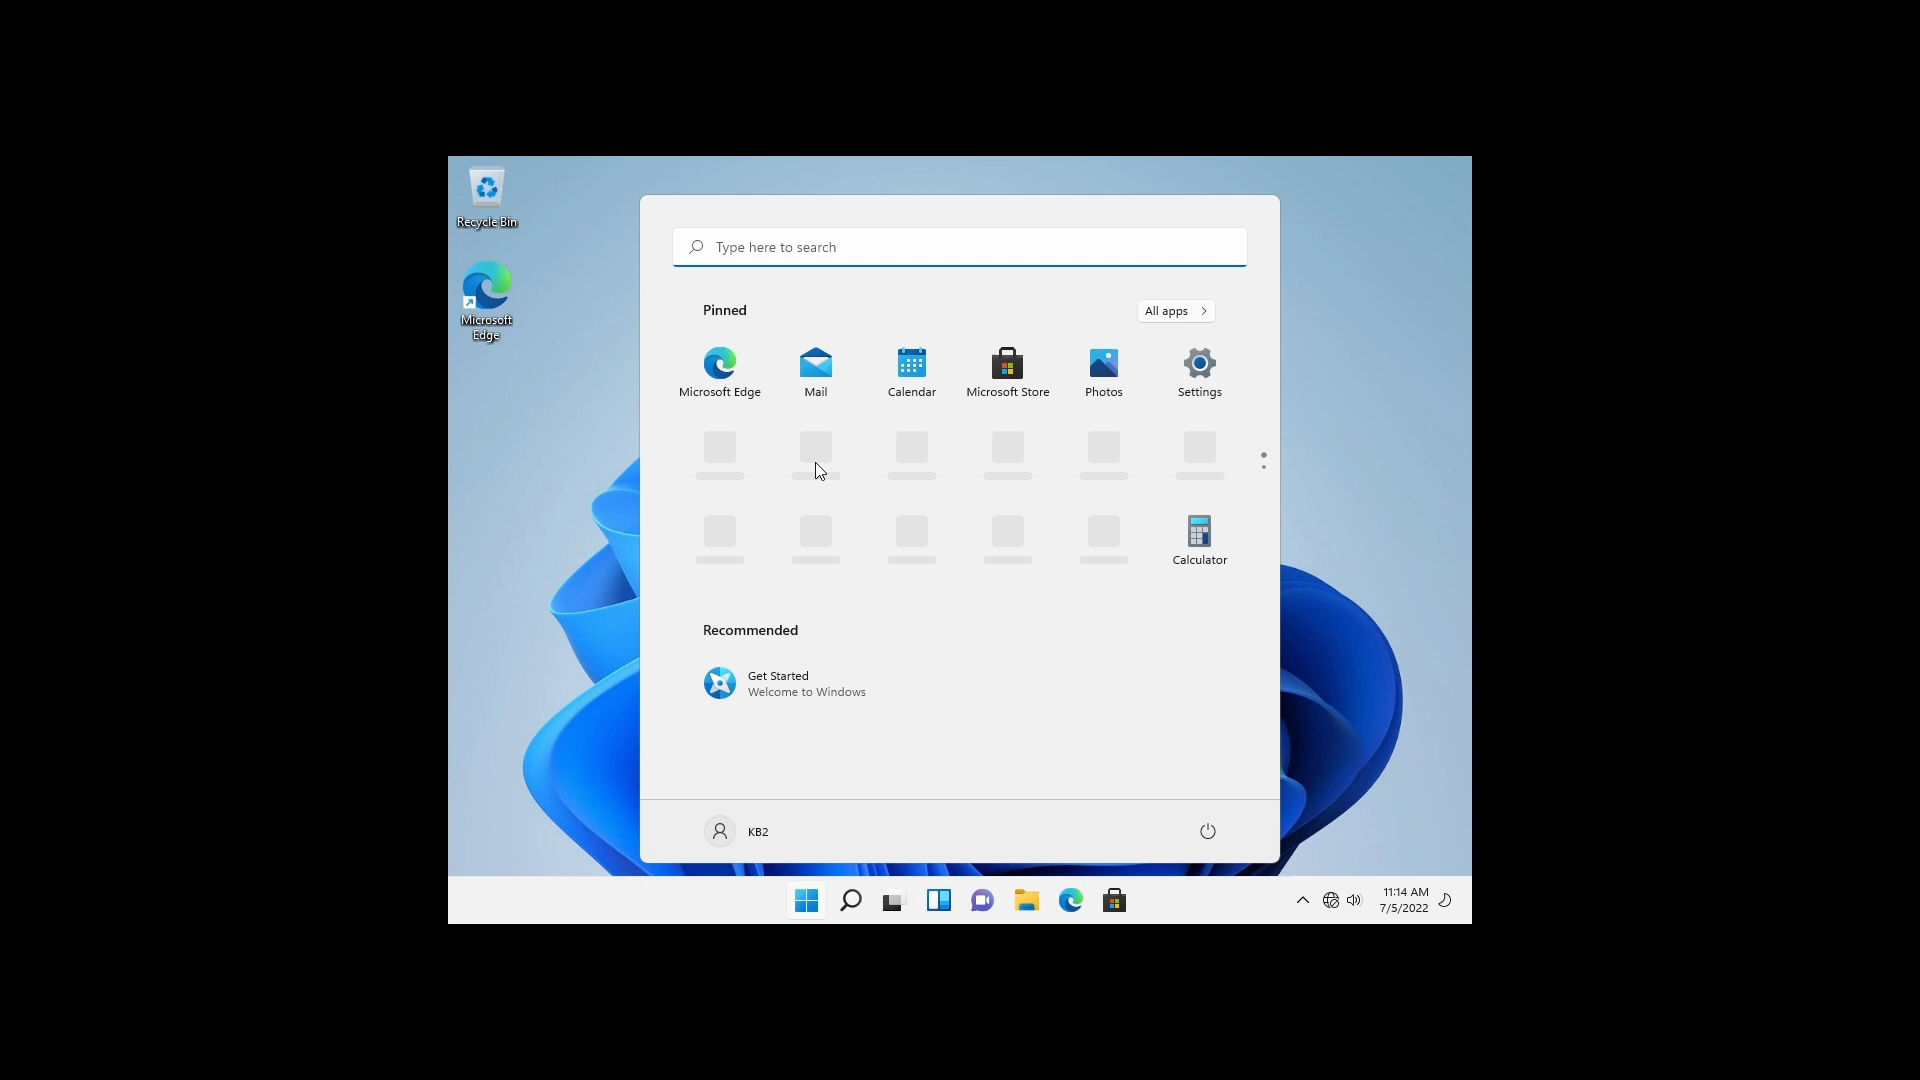 Recycle Bin
Microsoft
Edge
Type here to search
Pinned
All apps
Microsoft Edge
Mail
Calendar
Microsoft Store
Photos
Settings
Calculator
Recommended
Get Started
Welcome to Windows
KB2
11:14 AM
7/5/2022